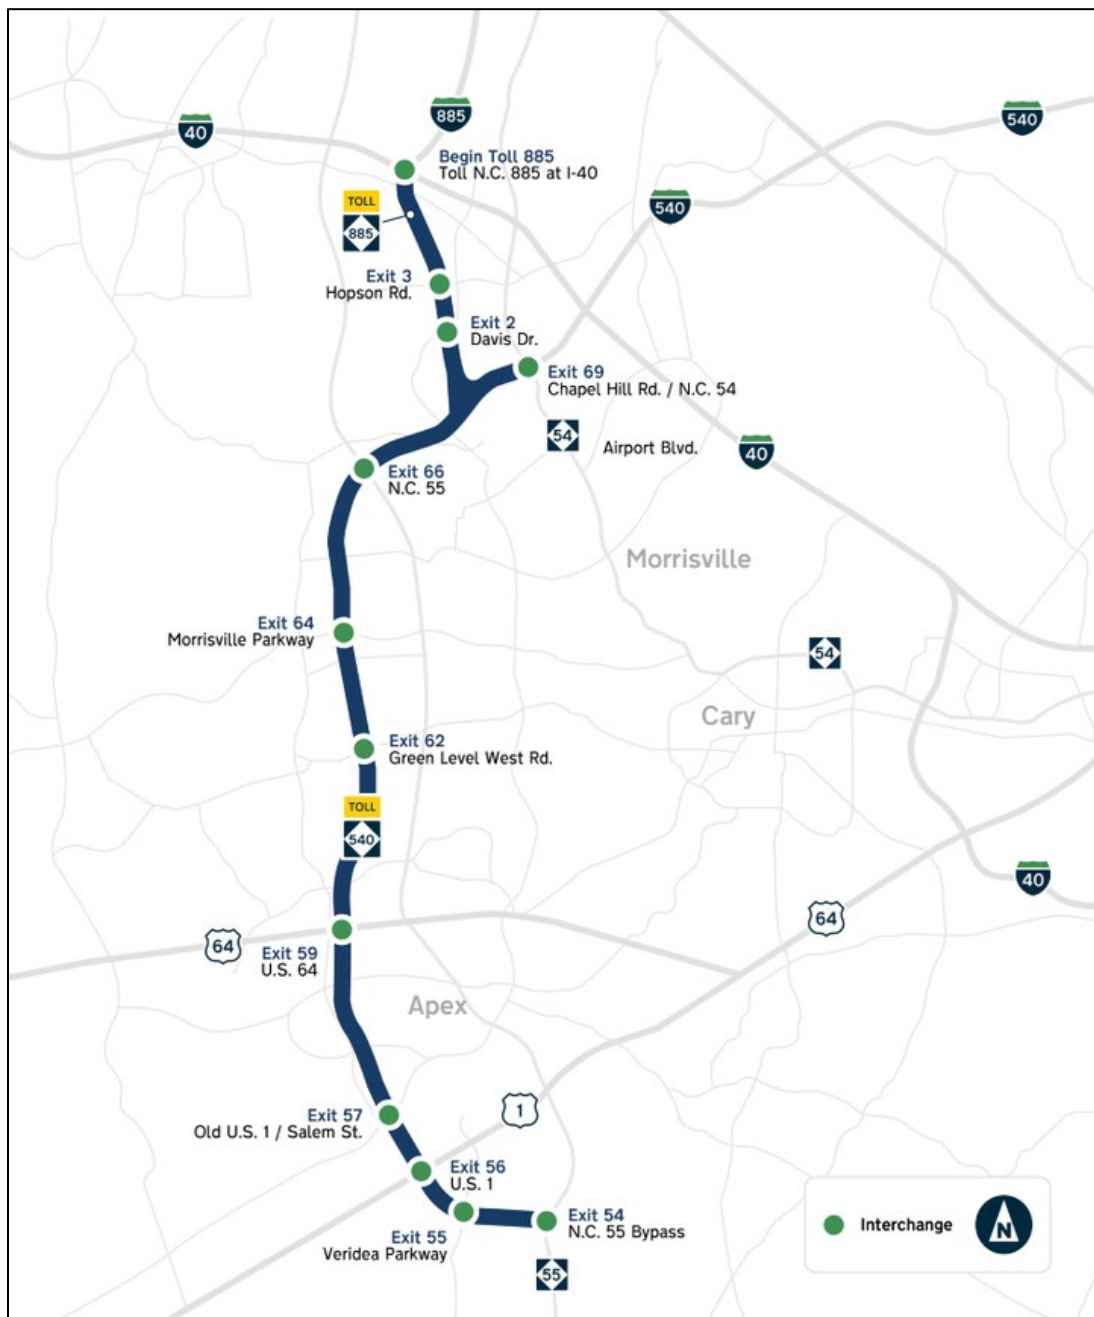 885
40
540
Begin Toll 885
Toll N.C. 885 at I-40
TOLL
885
540
Exit 3
Hopson Rd.
Exit 2
Davis Dr.
Exit 69
Chapel Hill Rd. / N.C. 54
54
Airport Blvd.
40
Exit 66
N.C. 55
Morrisville
Exit 64
Morrisville Parkway
54
Cary
Exit 62
Green Level West Rd.
TOLL
540
40
64
64
Exit 59
U.S. 64
Apex
1
Exit 57
Old U.S. 1 / Salem St.
Exit 56
U.S. 1
Exit 55
Veridea Parkway
Exit 54
N.C. 55 Bypass
55
Interchange
N